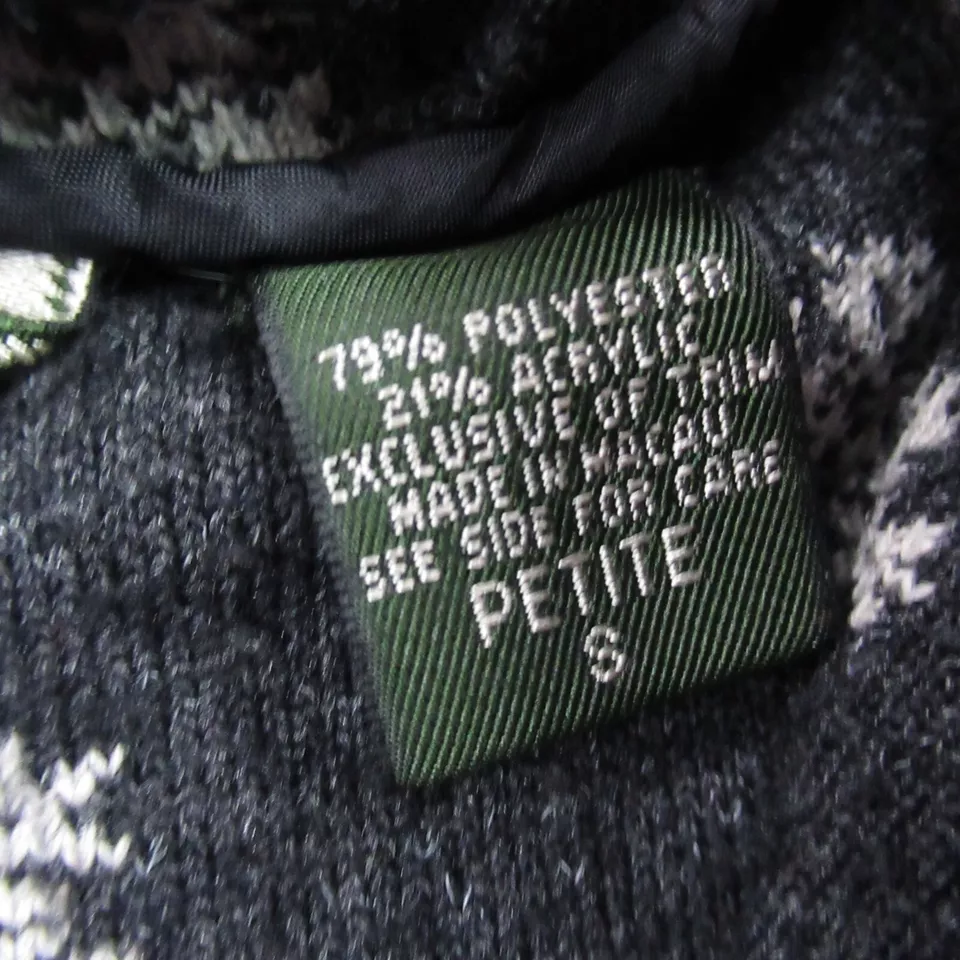 79% POLYESTER
21% ACRYLIC
EXCLUSIVE OF TRIM
MADE IN MACAU
SEE SIDE FOR CARE
PETITE
S